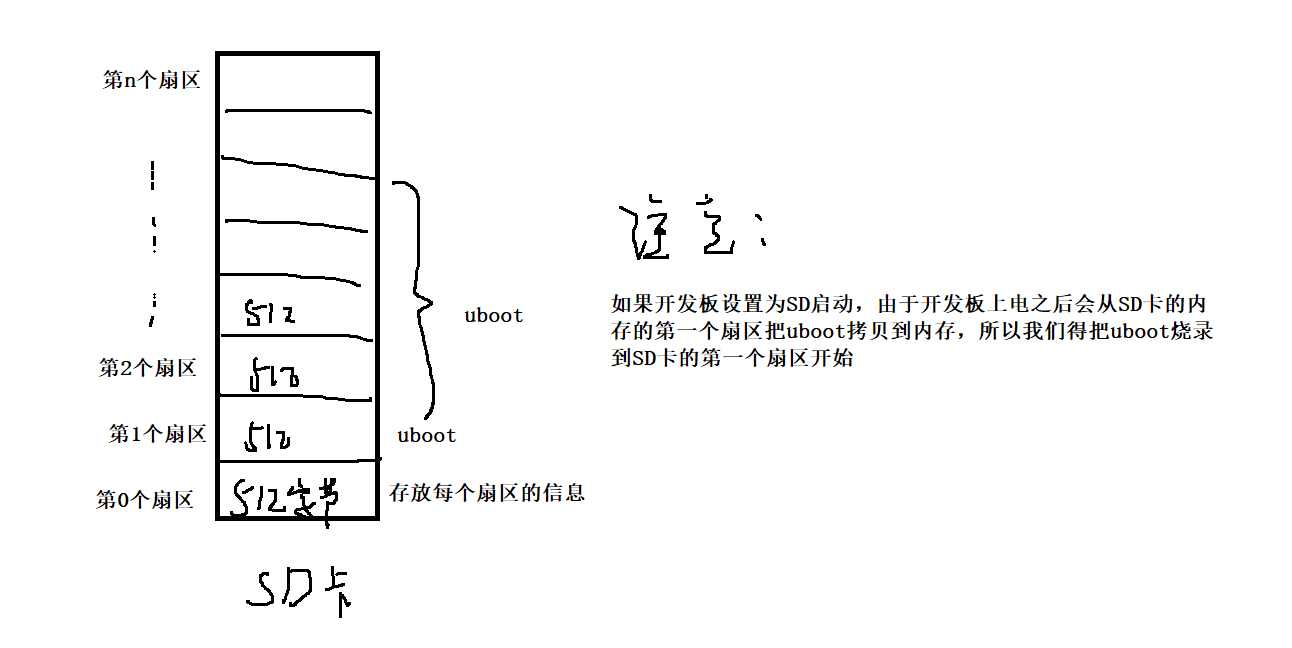 第n个扇区
注意:
如果开发板设置为SD启动，由于开发板上电之后会从SD卡的内
存的第一个扇区把uboot拷贝到内存，所以我们得把uboot烧录
到SD卡的第一个扇区开始
512
uboot
第2个扇区
512
第1个扇区
512
uboot
第0个扇区
512字节
存放每个扇区的信息
SD卡